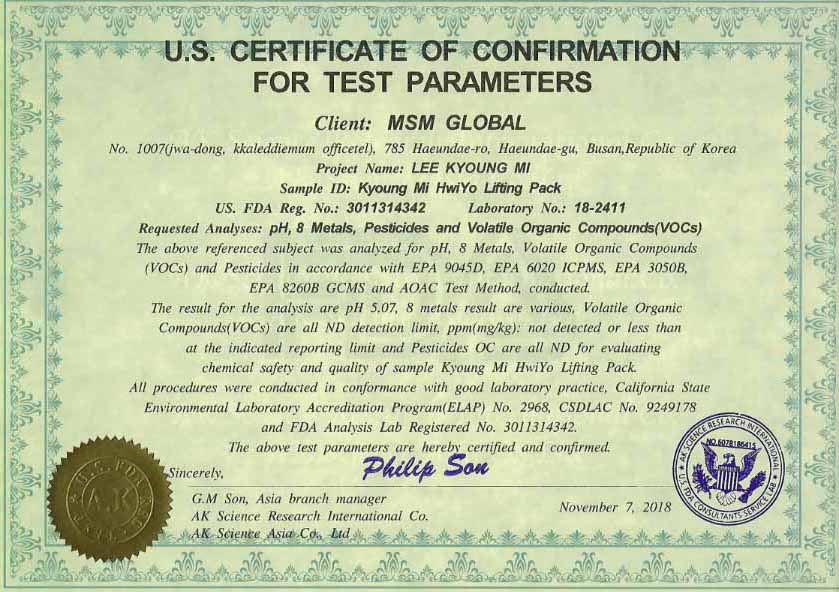 U.S. CERTIFICATE OF CONFIRMATION
FOR TEST PARAMETERS
Client: MSM GLOBAL
No. 1007(jwa-dong, kkaleddiemum officetel), 785 Haeundae-ro, Haeundae-gu, Busan,Republic of Korea
Project Name: LEE KYOUNG MI
Sample ID: Kyoung Mi HwiYo Lifting Pack
US. FDA Reg. No.: 3011314342 Laboratory No.: 18-2411
Requested Analyses: pH, 8 Metals, Pesticides and Volatile Organic Compounds(VOCs)
The above referenced subject was analyzed for pH, 8 Metals, Volatile Organic Compounds
(VOCs) and Pesticides in accordance with EPA 9045D, EPA 6020 ICPMS, EPA 3050B,
EPA 8260B GCMS and AOAC Test Method, conducted.
The result for the analysis are pH 5.07, 8 metals result are various, Volatile Organic
Compounds(VOCs) are all ND detection limit, ppm(mg/kg): not detected or less than
at the indicated reporting limit and Pesticides OC are all ND for evaluating
chemical safety and quality of sample Kyoung Mi HwiYo Lifting Pack.
All procedures were conducted in conformance with good laboratory practice, California State
Environmental Laboratory Accreditation Program(ELAP) No. 2968, CSDLAC No. 9249178
and FDA Analysis Lab Registered No. 3011314342.
The above test parameters are hereby certified and confirmed.
Sincerely,
Philip Son
G.M Son, Asia branch manager
AK Science Research International Co.
AK Science Asia Co., Ltd
November 7, 2018
AK SCIENCE RESEARCH INTERNATIONAL
NO.6078186415
U.S FDA CONSULTANTS SERVICE LAB
U.S. FDA
A.K